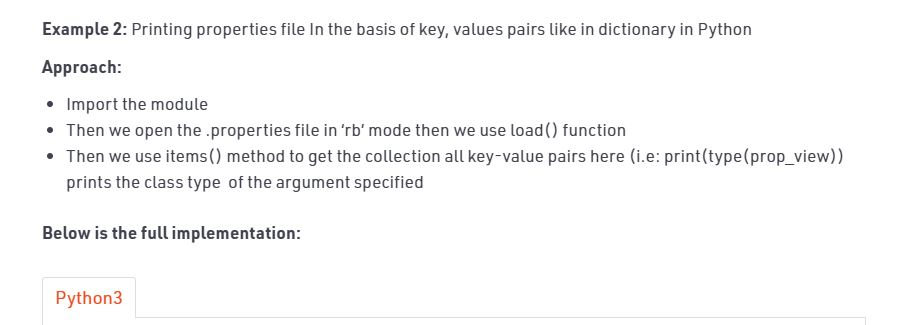 Example 2: Printing properties file In the basis of key, values pairs like in dictionary in Python
Approach:
• Import the module
• Then we open the .properties file in ‘rb’ mode then we use load() function
• Then we use items() method to get the collection all key-value pairs here (i.e: print(type(prop_view))
prints the class type of the argument specified
Below is the full implementation:
Python3